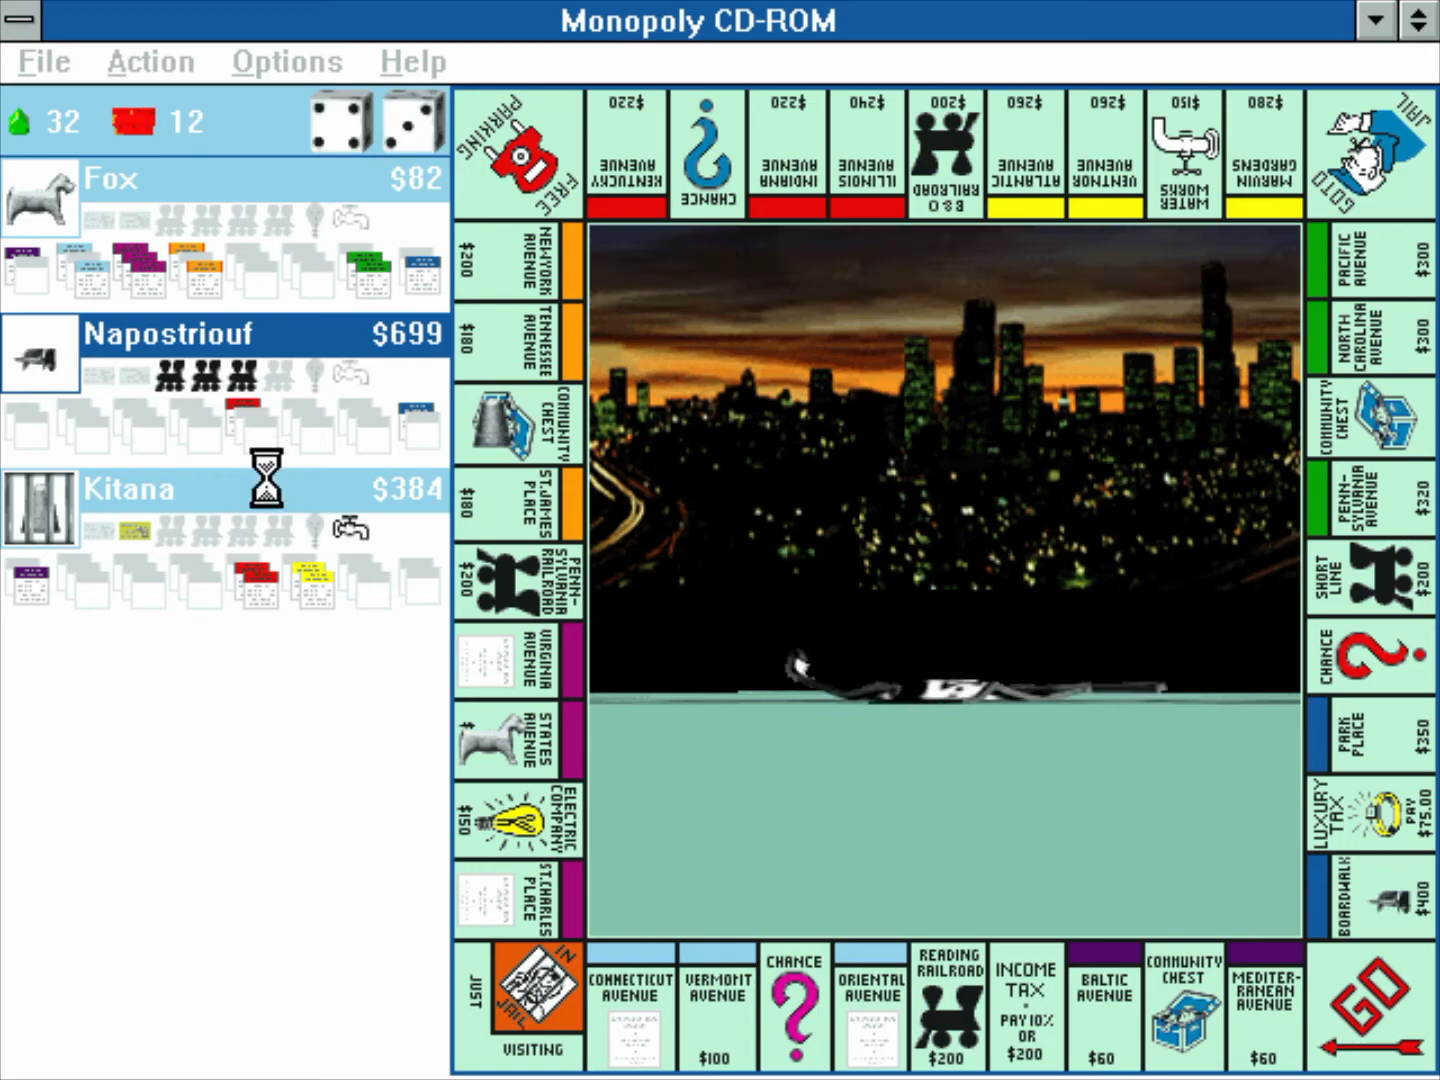 Monopoly CD-ROM
File Action Options Help
32 12
Fox $82
Napostriouf $699
Kitana $384
FREE PARKING
$220 KENTUCKY AVENUE
CHANCE
$220 INDIANA AVENUE
$240 ILLINOIS AVENUE
$200 B&O RAILROAD
$260 ATLANTIC AVENUE
$260 VENTNOR AVENUE
$150 WATER WORKS
$280 MARVIN GARDENS
GO TO JAIL
NEWYORK AVENUE $200
TENNESSEE AVENUE $180
COMMUNITY CHEST
ST.JAMES PLACE $180
PENN-SYLVANIA RAILROAD $200
VIRGINIA AVENUE
STATES AVENUE $
ELECTRIC COMPANY $150
ST.CHARLES PLACE
PACIFIC AVENUE $300
NORTH CAROLINA AVENUE $300
COMMUNITY CHEST
PENN-SYLVANIA AVENUE $320
SHORT LINE $200
CHANCE
PARK PLACE $350
LUXURY TAX PAY $75.00
BOARDWALK $400
JUST VISITING
IN JAIL
CONNECTICUT AVENUE
VERMONT AVENUE $100
CHANCE
ORIENTAL AVENUE
READING RAILROAD $200
INCOME TAX PAY 10% OR $200
BALTIC AVENUE $60
COMMUNITY CHEST
MEDITER-RANEAN AVENUE $60
GO